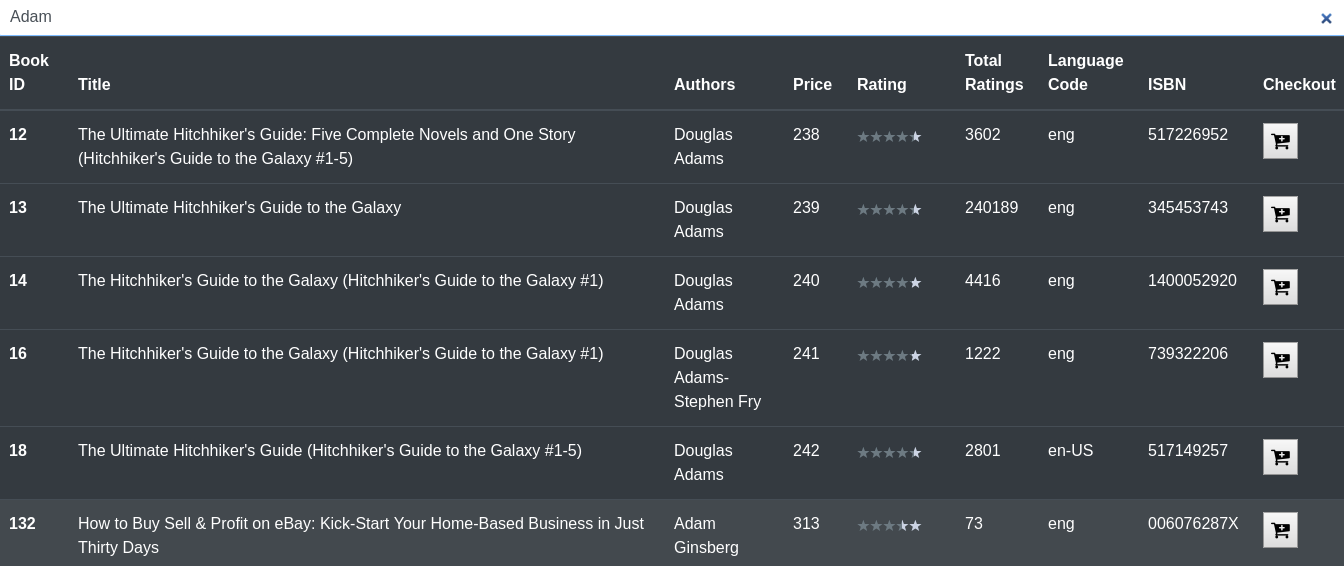 Adam
Book ID Title Authors Price Rating Total Ratings Language Code ISBN Checkout
12 The Ultimate Hitchhiker's Guide: Five Complete Novels and One Story Douglas 238 3602 eng 517226952
(Hitchhiker's Guide to the Galaxy #1-5) Adams
13 The Ultimate Hitchhiker's Guide to the Galaxy Douglas 239 240189 eng 345453743
Adams
14 The Hitchhiker's Guide to the Galaxy (Hitchhiker's Guide to the Galaxy #1) Douglas 240 4416 eng 1400052920
Adams
16 The Hitchhiker's Guide to the Galaxy (Hitchhiker's Guide to the Galaxy #1) Douglas 241 1222 eng 739322206
Adams-
Stephen Fry
18 The Ultimate Hitchhiker's Guide (Hitchhiker's Guide to the Galaxy #1-5) Douglas 242 2801 en-US 517149257
Adams
132 How to Buy Sell & Profit on eBay: Kick-Start Your Home-Based Business in Just Adam 313 73 eng 006076287X
Thirty Days Ginsberg